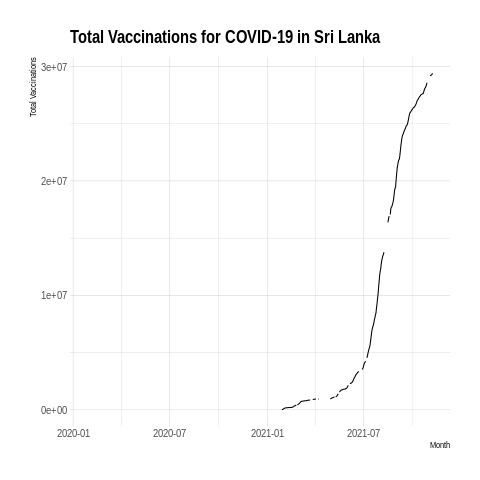 Total Vaccinations for COVID-19 in Sri Lanka
Total Vaccinations
3e+07
2e+07
1e+07
0e+00
2020-01 2020-07 2021-01 2021-07
Month